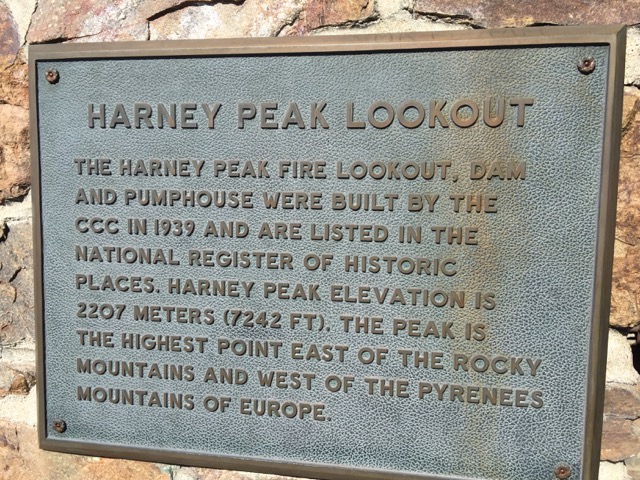 HARNEY PEAK LOOKOUT
THE HARNEY PEAK FIRE LOOKOUT, DAM
AND PUMPHOUSE WERE BUILT BY THE
CCC IN 1939 AND ARE LISTED IN THE
NATIONAL REGISTER OF HISTORIC
PLACES. HARNEY PEAK ELEVATION IS
2207 METERS (7242 FT). THE PEAK IS
THE HIGHEST POINT EAST OF THE ROCKY
MOUNTAINS AND WEST OF THE PYRENEES
MOUNTAINS OF EUROPE.